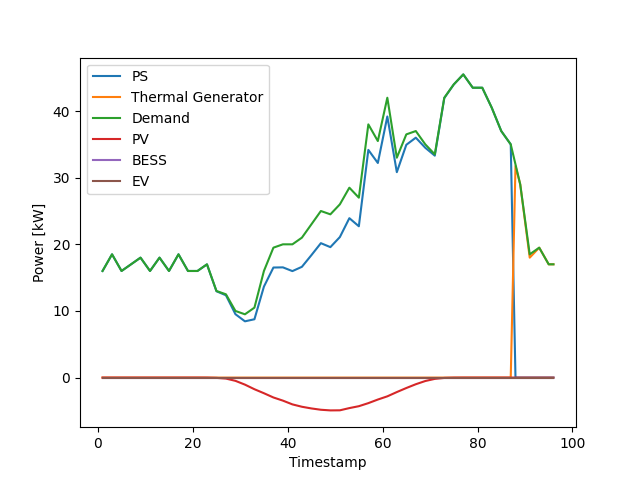 PS
Thermal Generator
Demand
PV
BESS
EV
Power [kW]
40
30
20
10
0
0 20 40 60 80 100
Timestamp